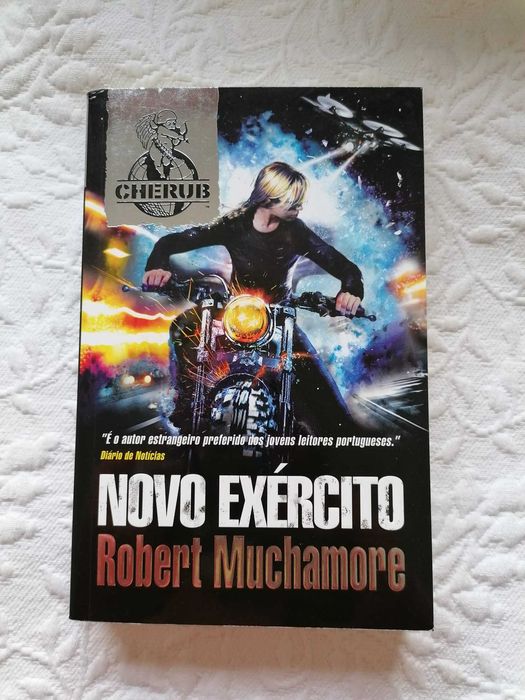 CHERUB
"É o autor estrangeiro preferido dos jovens leitores portugueses."
Diário de Notícias
NOVO EXÉRCITO
Robert Muchamore